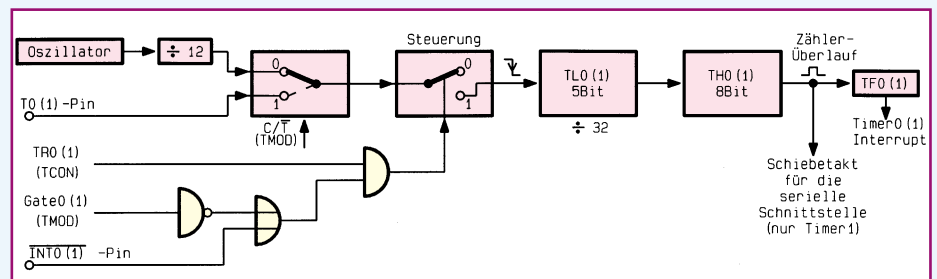 Oszillator
÷ 12
Steuerung
Zähler-
Überlauf
0
1
0
1
TL0(1)
5Bit
÷ 32
TH0(1)
8Bit
TF0(1)
Timer0(1)
Interrupt
T0(1)-Pin
C/T̅
(TMOD)
TR0(1)
(TCON)
Gate0(1)
(TMOD)
I̅N̅T̅0̅(̅1̅)̅ -Pin
Schiebetakt
für die
serielle
Schnittstelle
(nur Timer1)